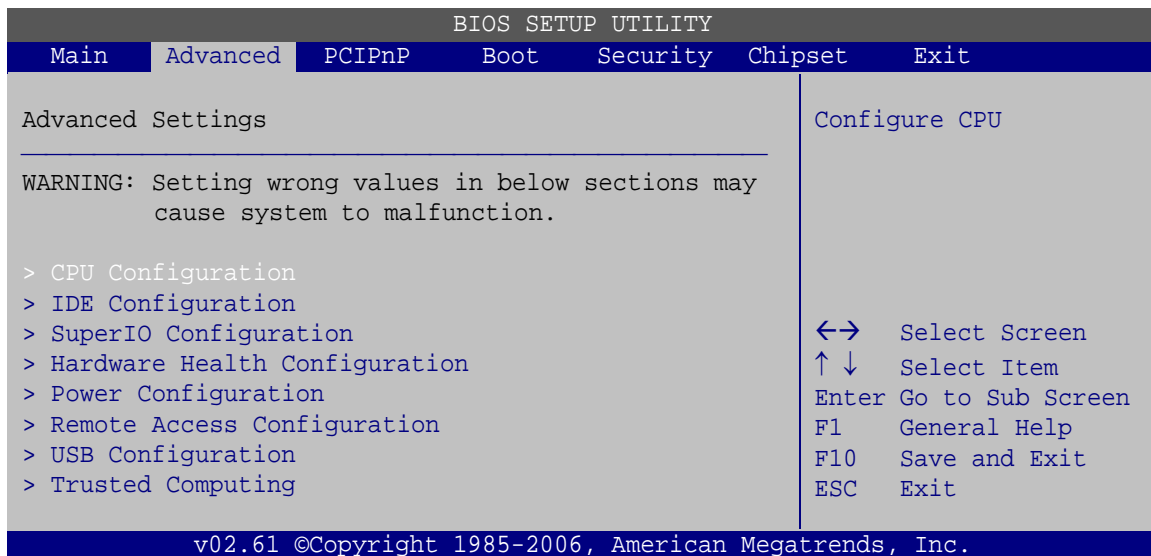 BIOS SETUP UTILITY
Main Advanced PCIPnP Boot Security Chipset Exit
Advanced Settings
WARNING: Setting wrong values in below sections may
cause system to malfunction.
> CPU Configuration
> IDE Configuration
> SuperIO Configuration
> Hardware Health Configuration
> Power Configuration
> Remote Access Configuration
> USB Configuration
> Trusted Computing
Configure CPU
←→ Select Screen
↑ ↓ Select Item
Enter Go to Sub Screen
F1 General Help
F10 Save and Exit
ESC Exit
v02.61 ©Copyright 1985-2006, American Megatrends, Inc.